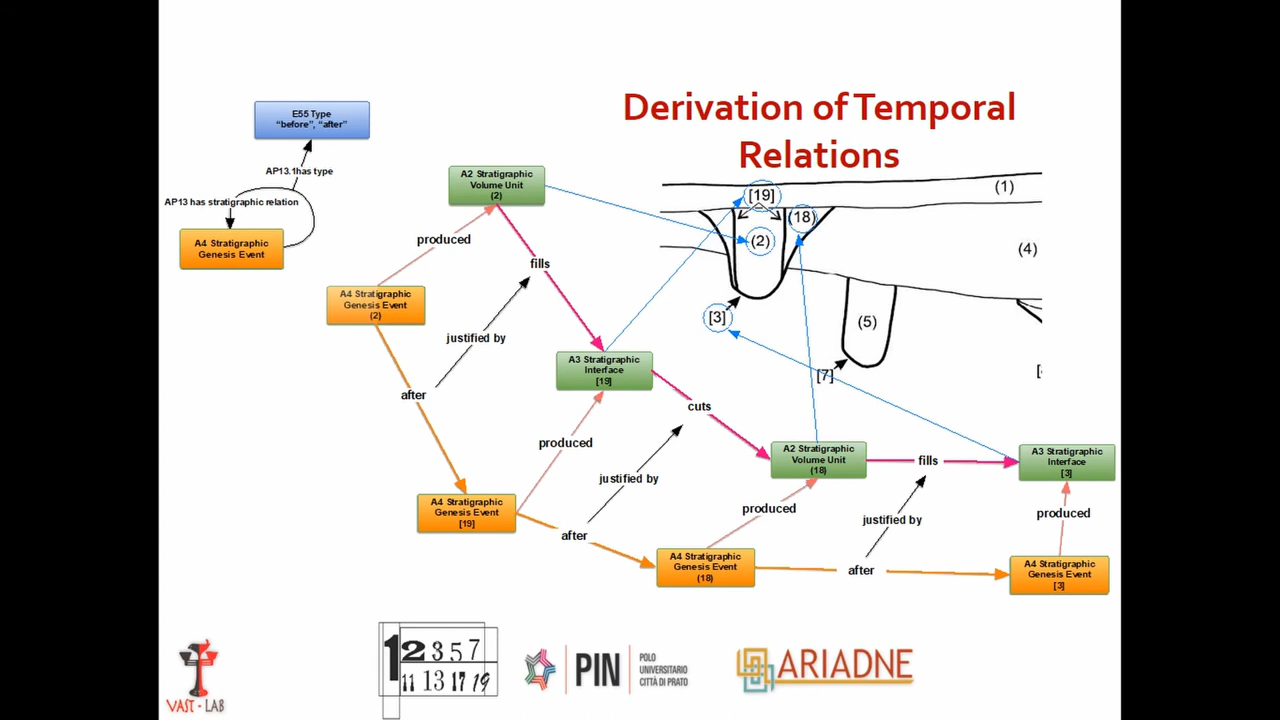 Derivation of Temporal
Relations
E55 Type
“before”, “after”
AP13.1has type
AP13 has stratigraphic relation
A4 Stratigraphic
Genesis Event
A2 Stratigraphic
Volume Unit
(2)
produced
fills
A4 Stratigraphic
Genesis Event
(2)
justified by
after
A3 Stratigraphic
Interface
[19]
produced
cuts
justified by
A4 Stratigraphic
Genesis Event
[19]
after
A2 Stratigraphic
Volume Unit
(18)
produced
fills
justified by
A4 Stratigraphic
Genesis Event
(18)
after
A3 Stratigraphic
Interface
[3]
produced
A4 Stratigraphic
Genesis Event
[3]
(1)
[19]
(18)
(2)
(4)
[3]
(5)
[7]
VAST - LAB
1 2 3 5 7
11 13 17 19
PIN
POLO
UNIVERSITARIO
CITTÀ DI PRATO
ARIADNE